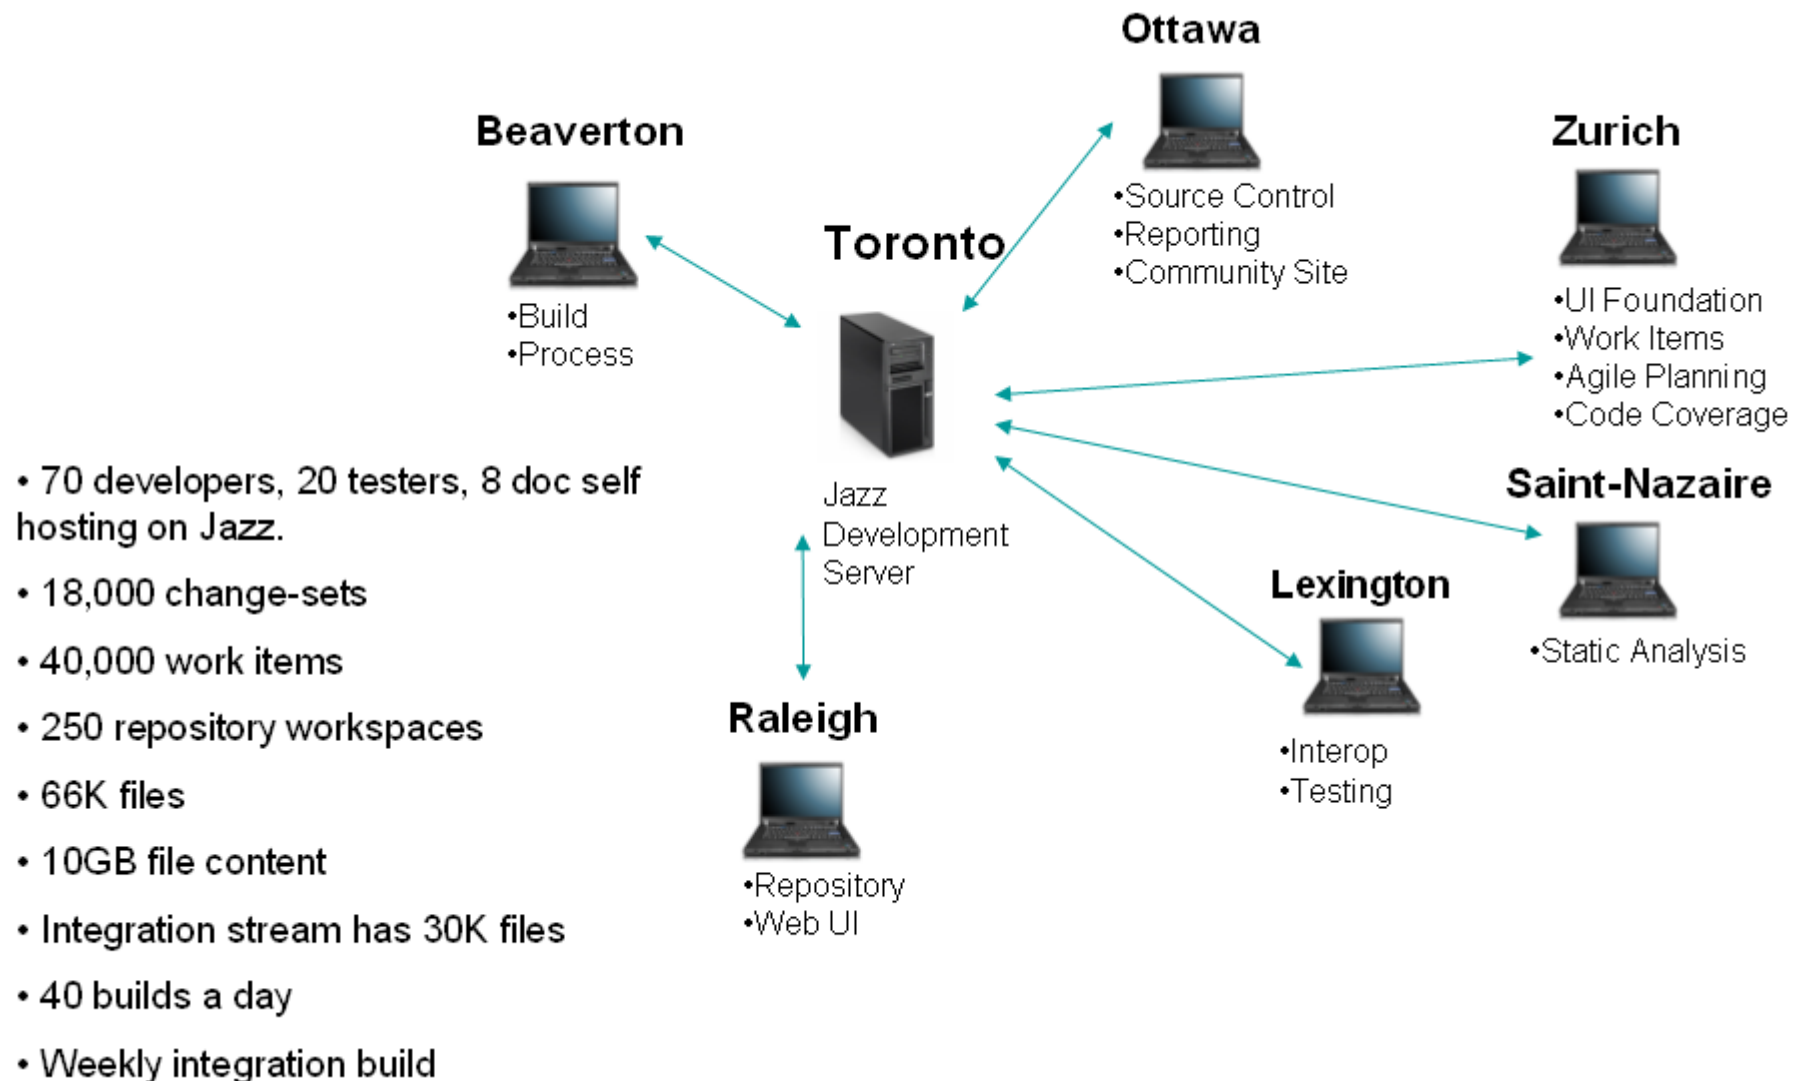 Ottawa
•Source Control
•Reporting
•Community Site
Beaverton
•Build
•Process
Toronto
Jazz
Development
Server
Zurich
•UI Foundation
•Work Items
•Agile Planning
•Code Coverage
Saint-Nazaire
•Static Analysis
Lexington
•Interop
•Testing
Raleigh
•Repository
•Web UI
• 70 developers, 20 testers, 8 doc self
hosting on Jazz.
• 18,000 change-sets
• 40,000 work items
• 250 repository workspaces
• 66K files
• 10GB file content
• Integration stream has 30K files
• 40 builds a day
• Weekly integration build